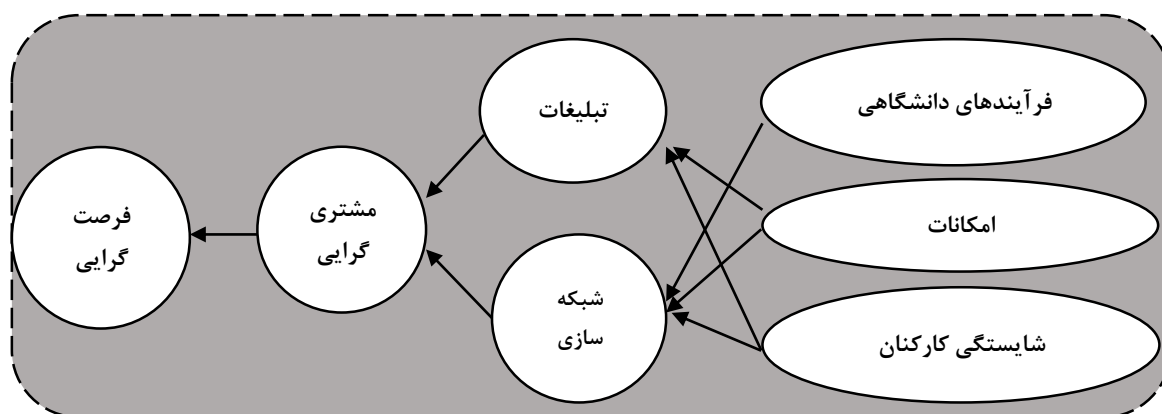 فرآیندهای دانشگاهی
امکانات
شایستگی کارکنان
تبلیغات
شبکه
سازی
مشتری
گرایی
فرصت
گرایی